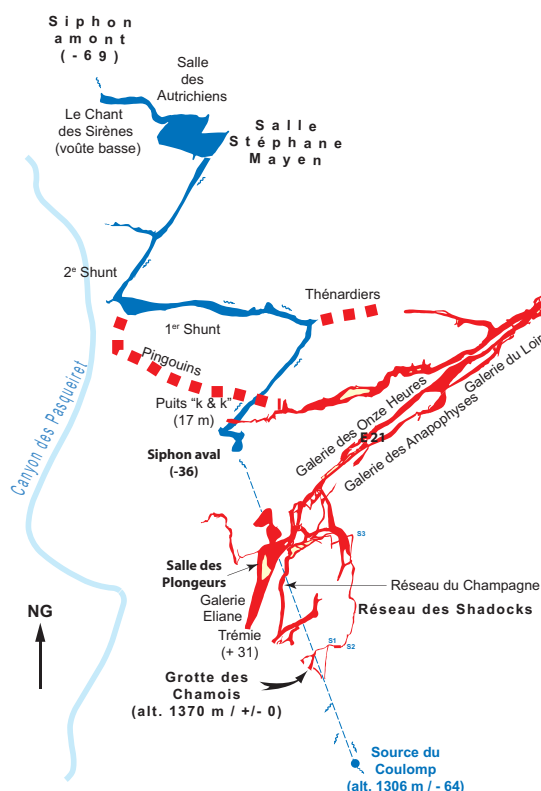 Siphon
amont
(-69)
Salle
des
Autrichiens
Le Chant
des Sirènes
(voûte basse)
Salle
Stéphane
Mayen
2e Shunt
1er Shunt
Thénardiers
Pingouins
Puits “k & k”
(17 m)
Siphon aval
(-36)
Canyon des Pasqueiret
Galerie des Onze Heures
E21
Galerie des Anapophyses
Galerie du Loir
S3
Salle des
Plongeurs
Galerie
Eliane
Trémie
(+ 31)
Réseau du Champagne
Réseau des Shadocks
S1
S2
NG
Grotte des
Chamois
(alt. 1370 m / +/- 0)
Source du
Coulomp
(alt. 1306 m / - 64)